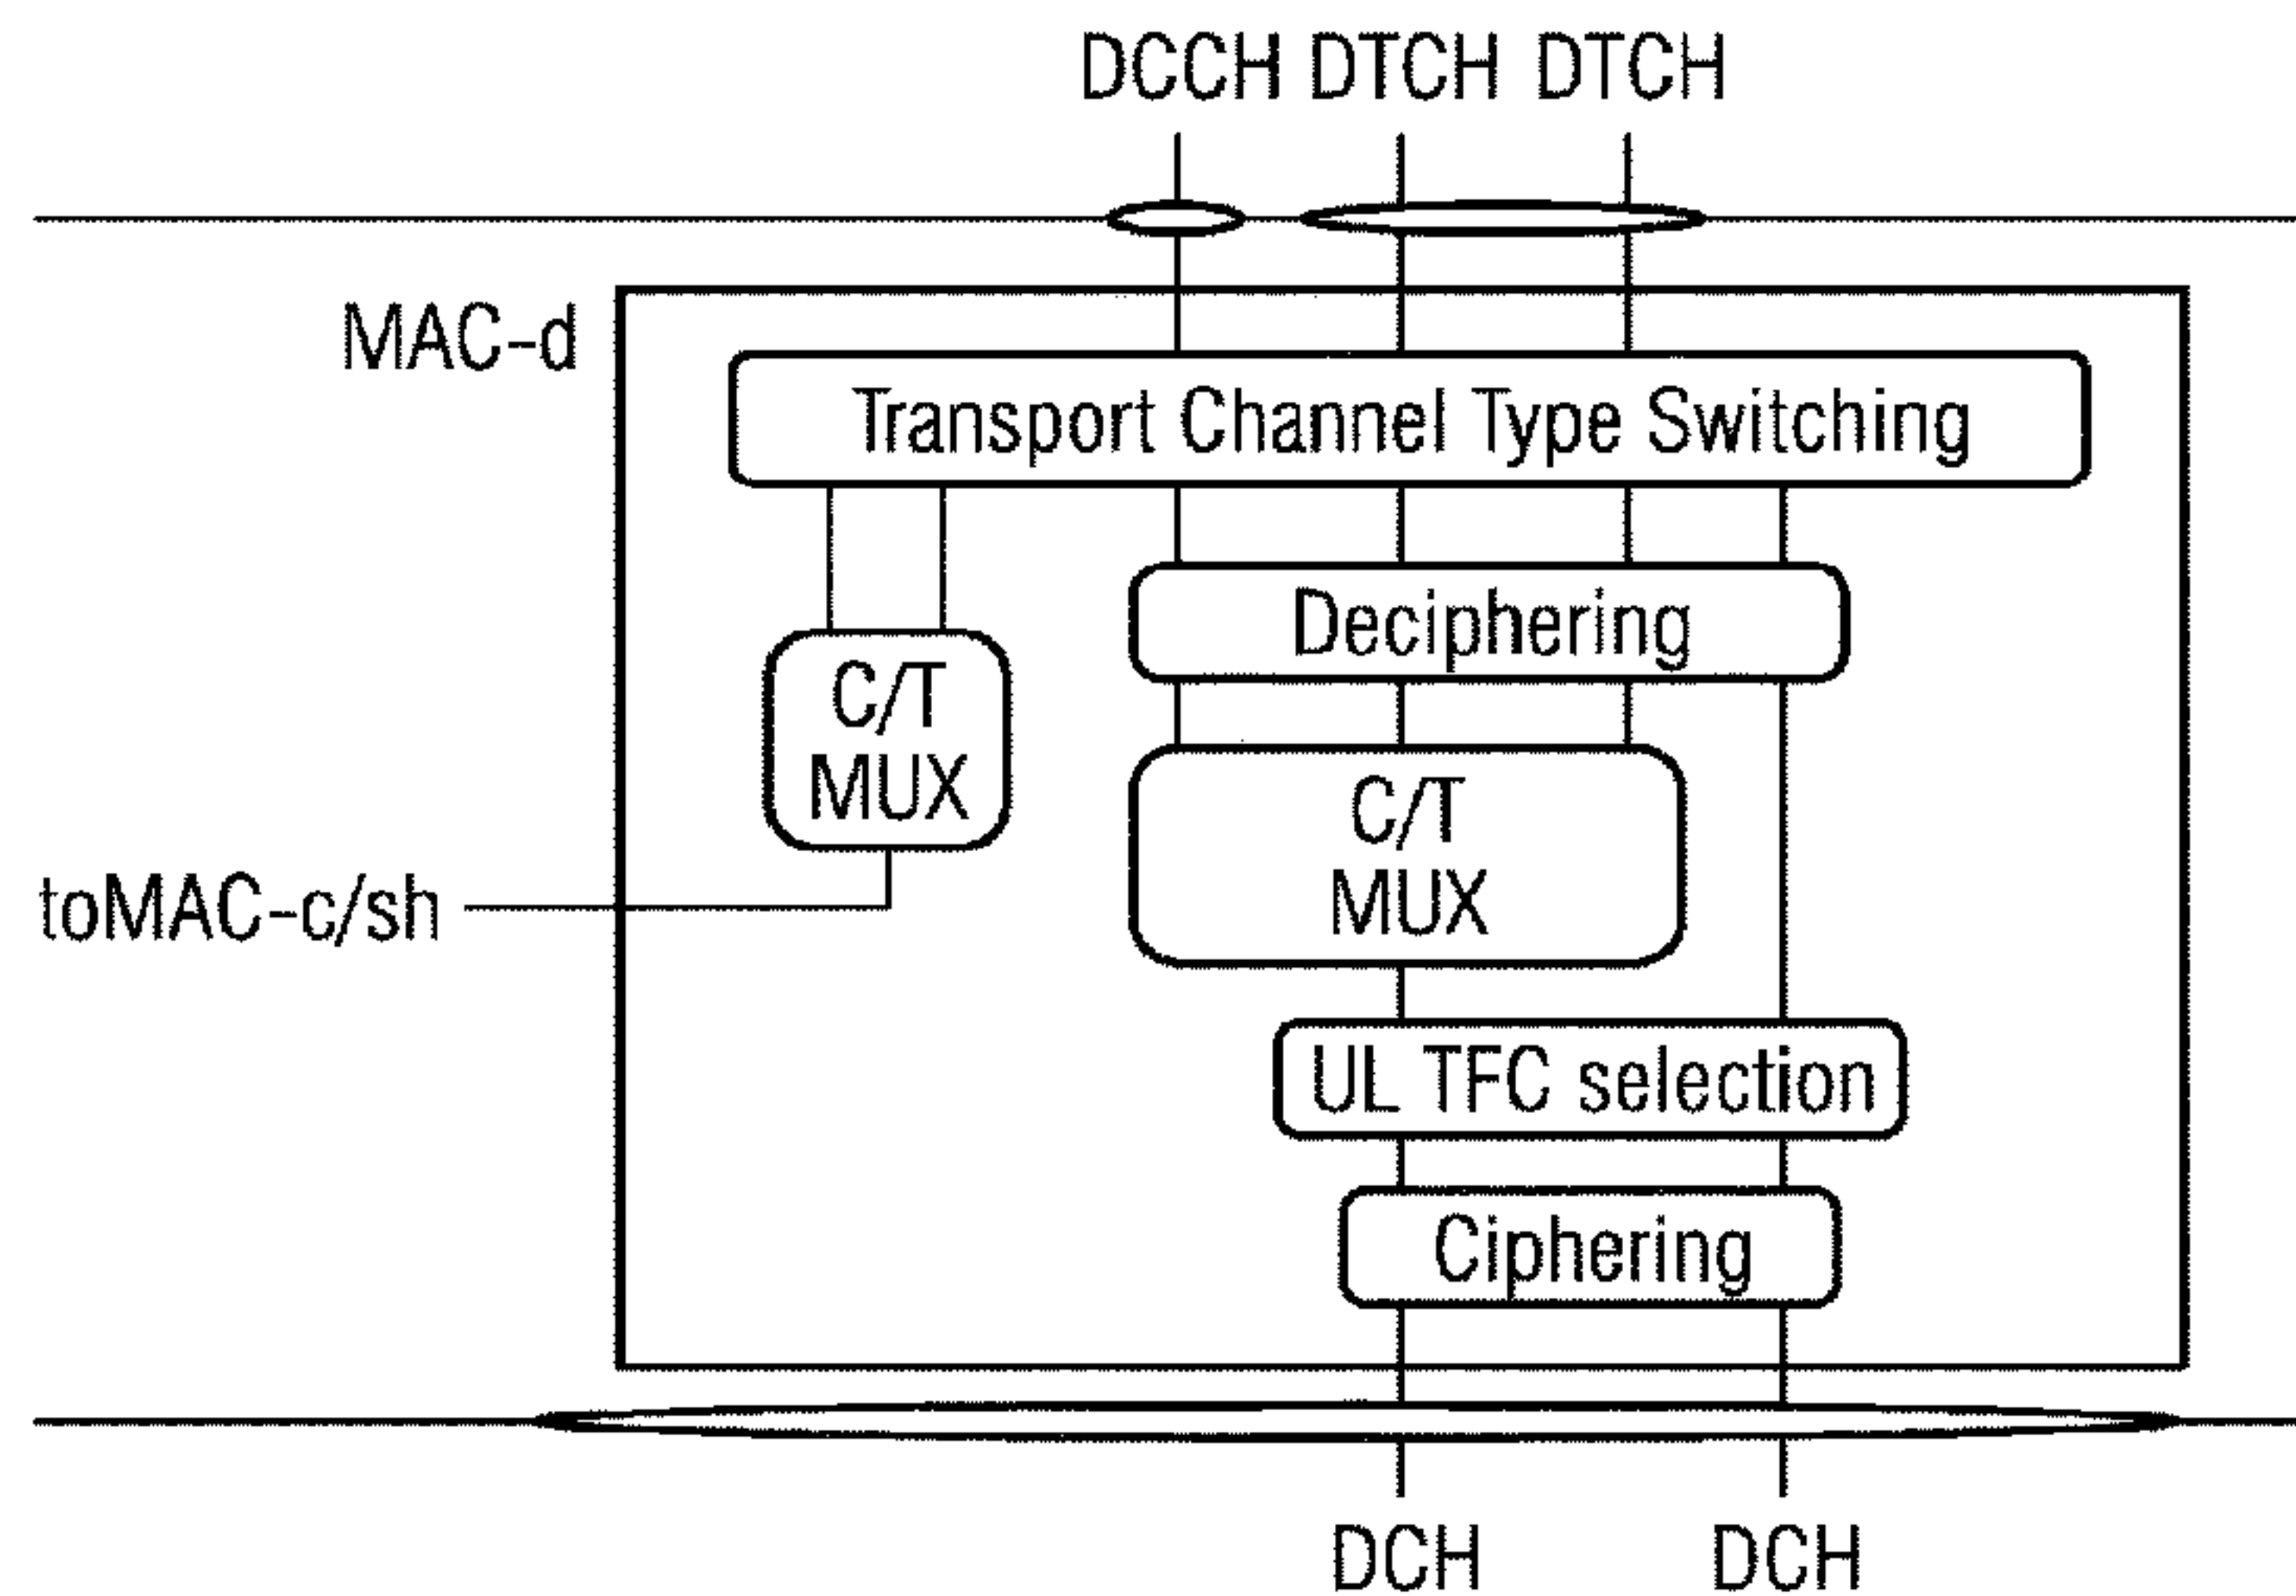 DCCH DTCH DTCH
MAC-d
Transport Channel Type Switching
Deciphering
C/T
MUX
C/T
MUX
toMAC-c/sh
UL TFC selection
Ciphering
DCH DCH